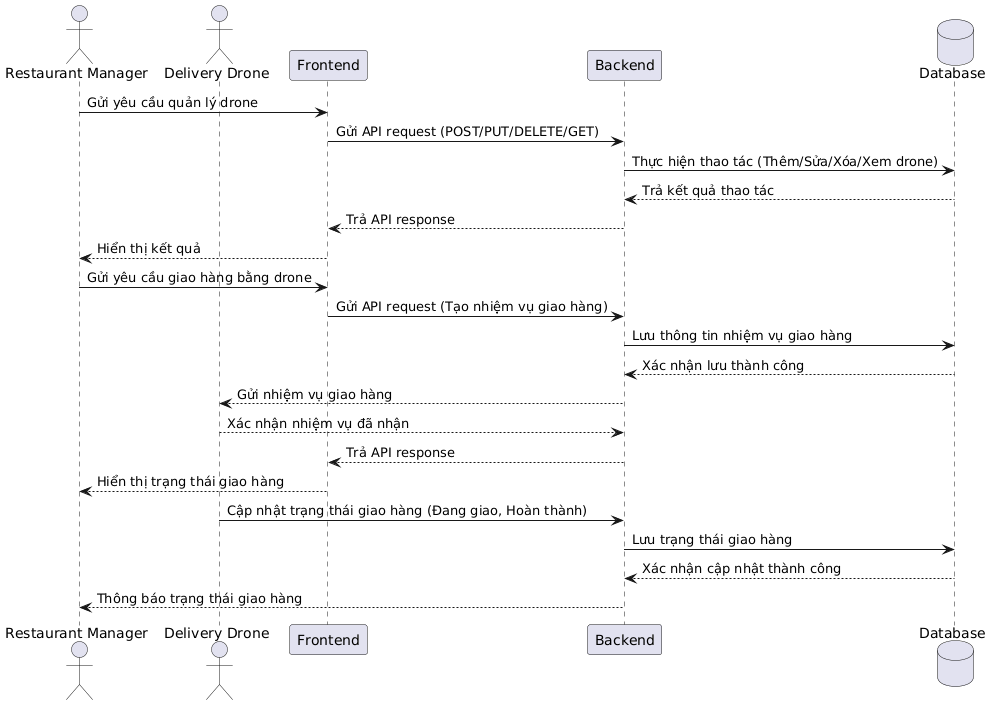 Restaurant Manager
Delivery Drone
Frontend
Backend
Database
Gửi yêu cầu quản lý drone
Gửi API request (POST/PUT/DELETE/GET)
Thực hiện thao tác (Thêm/Sửa/Xóa/Xem drone)
Trả kết quả thao tác
Trả API response
Hiển thị kết quả
Gửi yêu cầu giao hàng bằng drone
Gửi API request (Tạo nhiệm vụ giao hàng)
Lưu thông tin nhiệm vụ giao hàng
Xác nhận lưu thành công
Gửi nhiệm vụ giao hàng
Xác nhận nhiệm vụ đã nhận
Trả API response
Hiển thị trạng thái giao hàng
Cập nhật trạng thái giao hàng (Đang giao, Hoàn thành)
Lưu trạng thái giao hàng
Xác nhận cập nhật thành công
Thông báo trạng thái giao hàng
Restaurant Manager
Delivery Drone
Frontend
Backend
Database